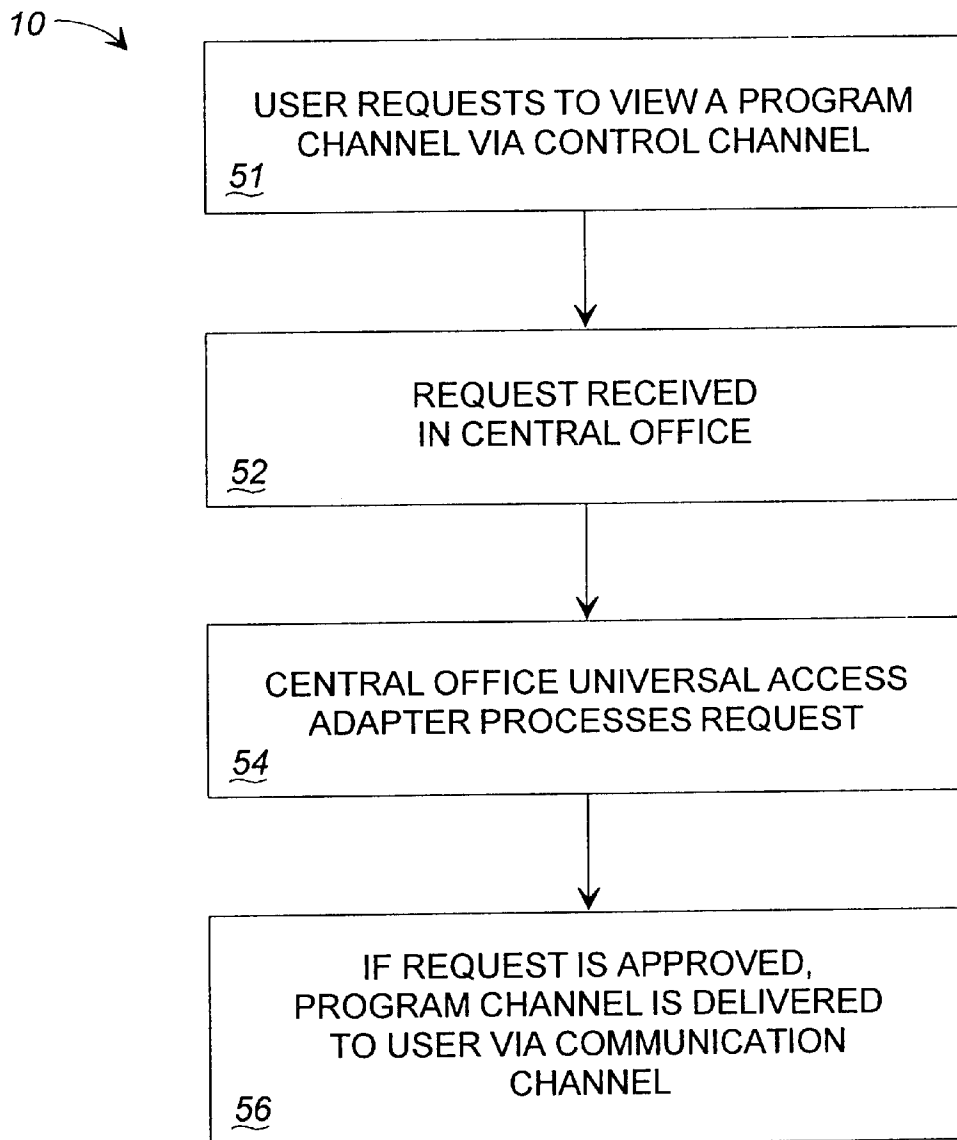 10
USER REQUESTS TO VIEW A PROGRAM
CHANNEL VIA CONTROL CHANNEL
51
REQUEST RECEIVED
IN CENTRAL OFFICE
52
CENTRAL OFFICE UNIVERSAL ACCESS
ADAPTER PROCESSES REQUEST
54
IF REQUEST IS APPROVED,
PROGRAM CHANNEL IS DELIVERED
TO USER VIA COMMUNICATION
CHANNEL
56